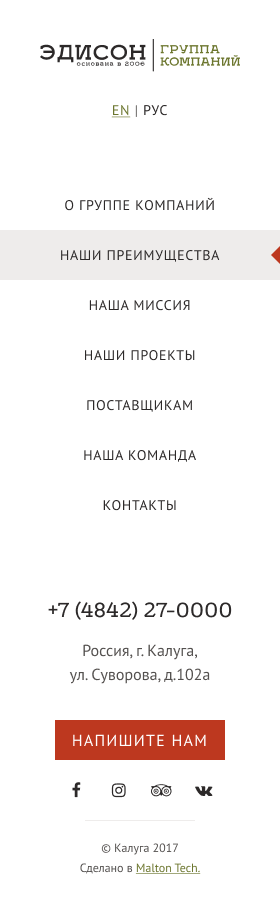 ЭДИСОН
основана в 2006
ГРУППА
КОМПАНИЙ
EN | РУС
О ГРУППЕ КОМПАНИЙ
НАШИ ПРЕИМУЩЕСТВА
НАША МИССИЯ
НАШИ ПРОЕКТЫ
ПОСТАВЩИКАМ
НАША КОМАНДА
КОНТАКТЫ
+7 (4842) 27-0000
Россия, г. Калуга,
ул. Суворова, д.102а
НАПИШИТЕ НАМ
© Калуга 2017
Сделано в Malton Tech.